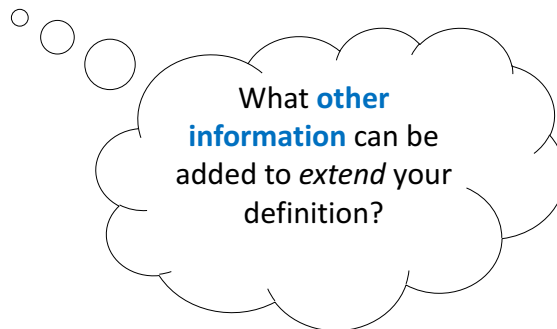 What other
information can be
added to extend your
definition?